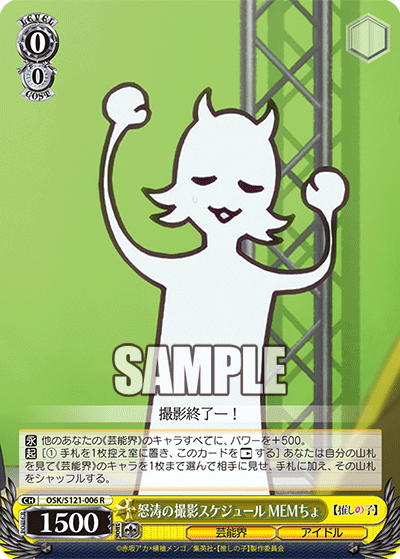 LEVEL
0
0
COST
SAMPLE
撮影終了ー！
永 他のあなたの《芸能界》のキャラすべてに、パワーを＋500。
起［⑴ 手札を1枚控え室に置き、このカードを［レスト］する］あなたは自分の山札
を見て《芸能界》のキャラを1枚まで選んで相手に見せ、手札に加え、その山札
をシャッフルする。
CH OSK/S121-006 R
POWER
1500
SOUL
怒涛の撮影スケジュール MEMちょ
【推しの子】
芸能界
アイドル
©赤坂アカ×横槍メンゴ／集英社・【推しの子】製作委員会